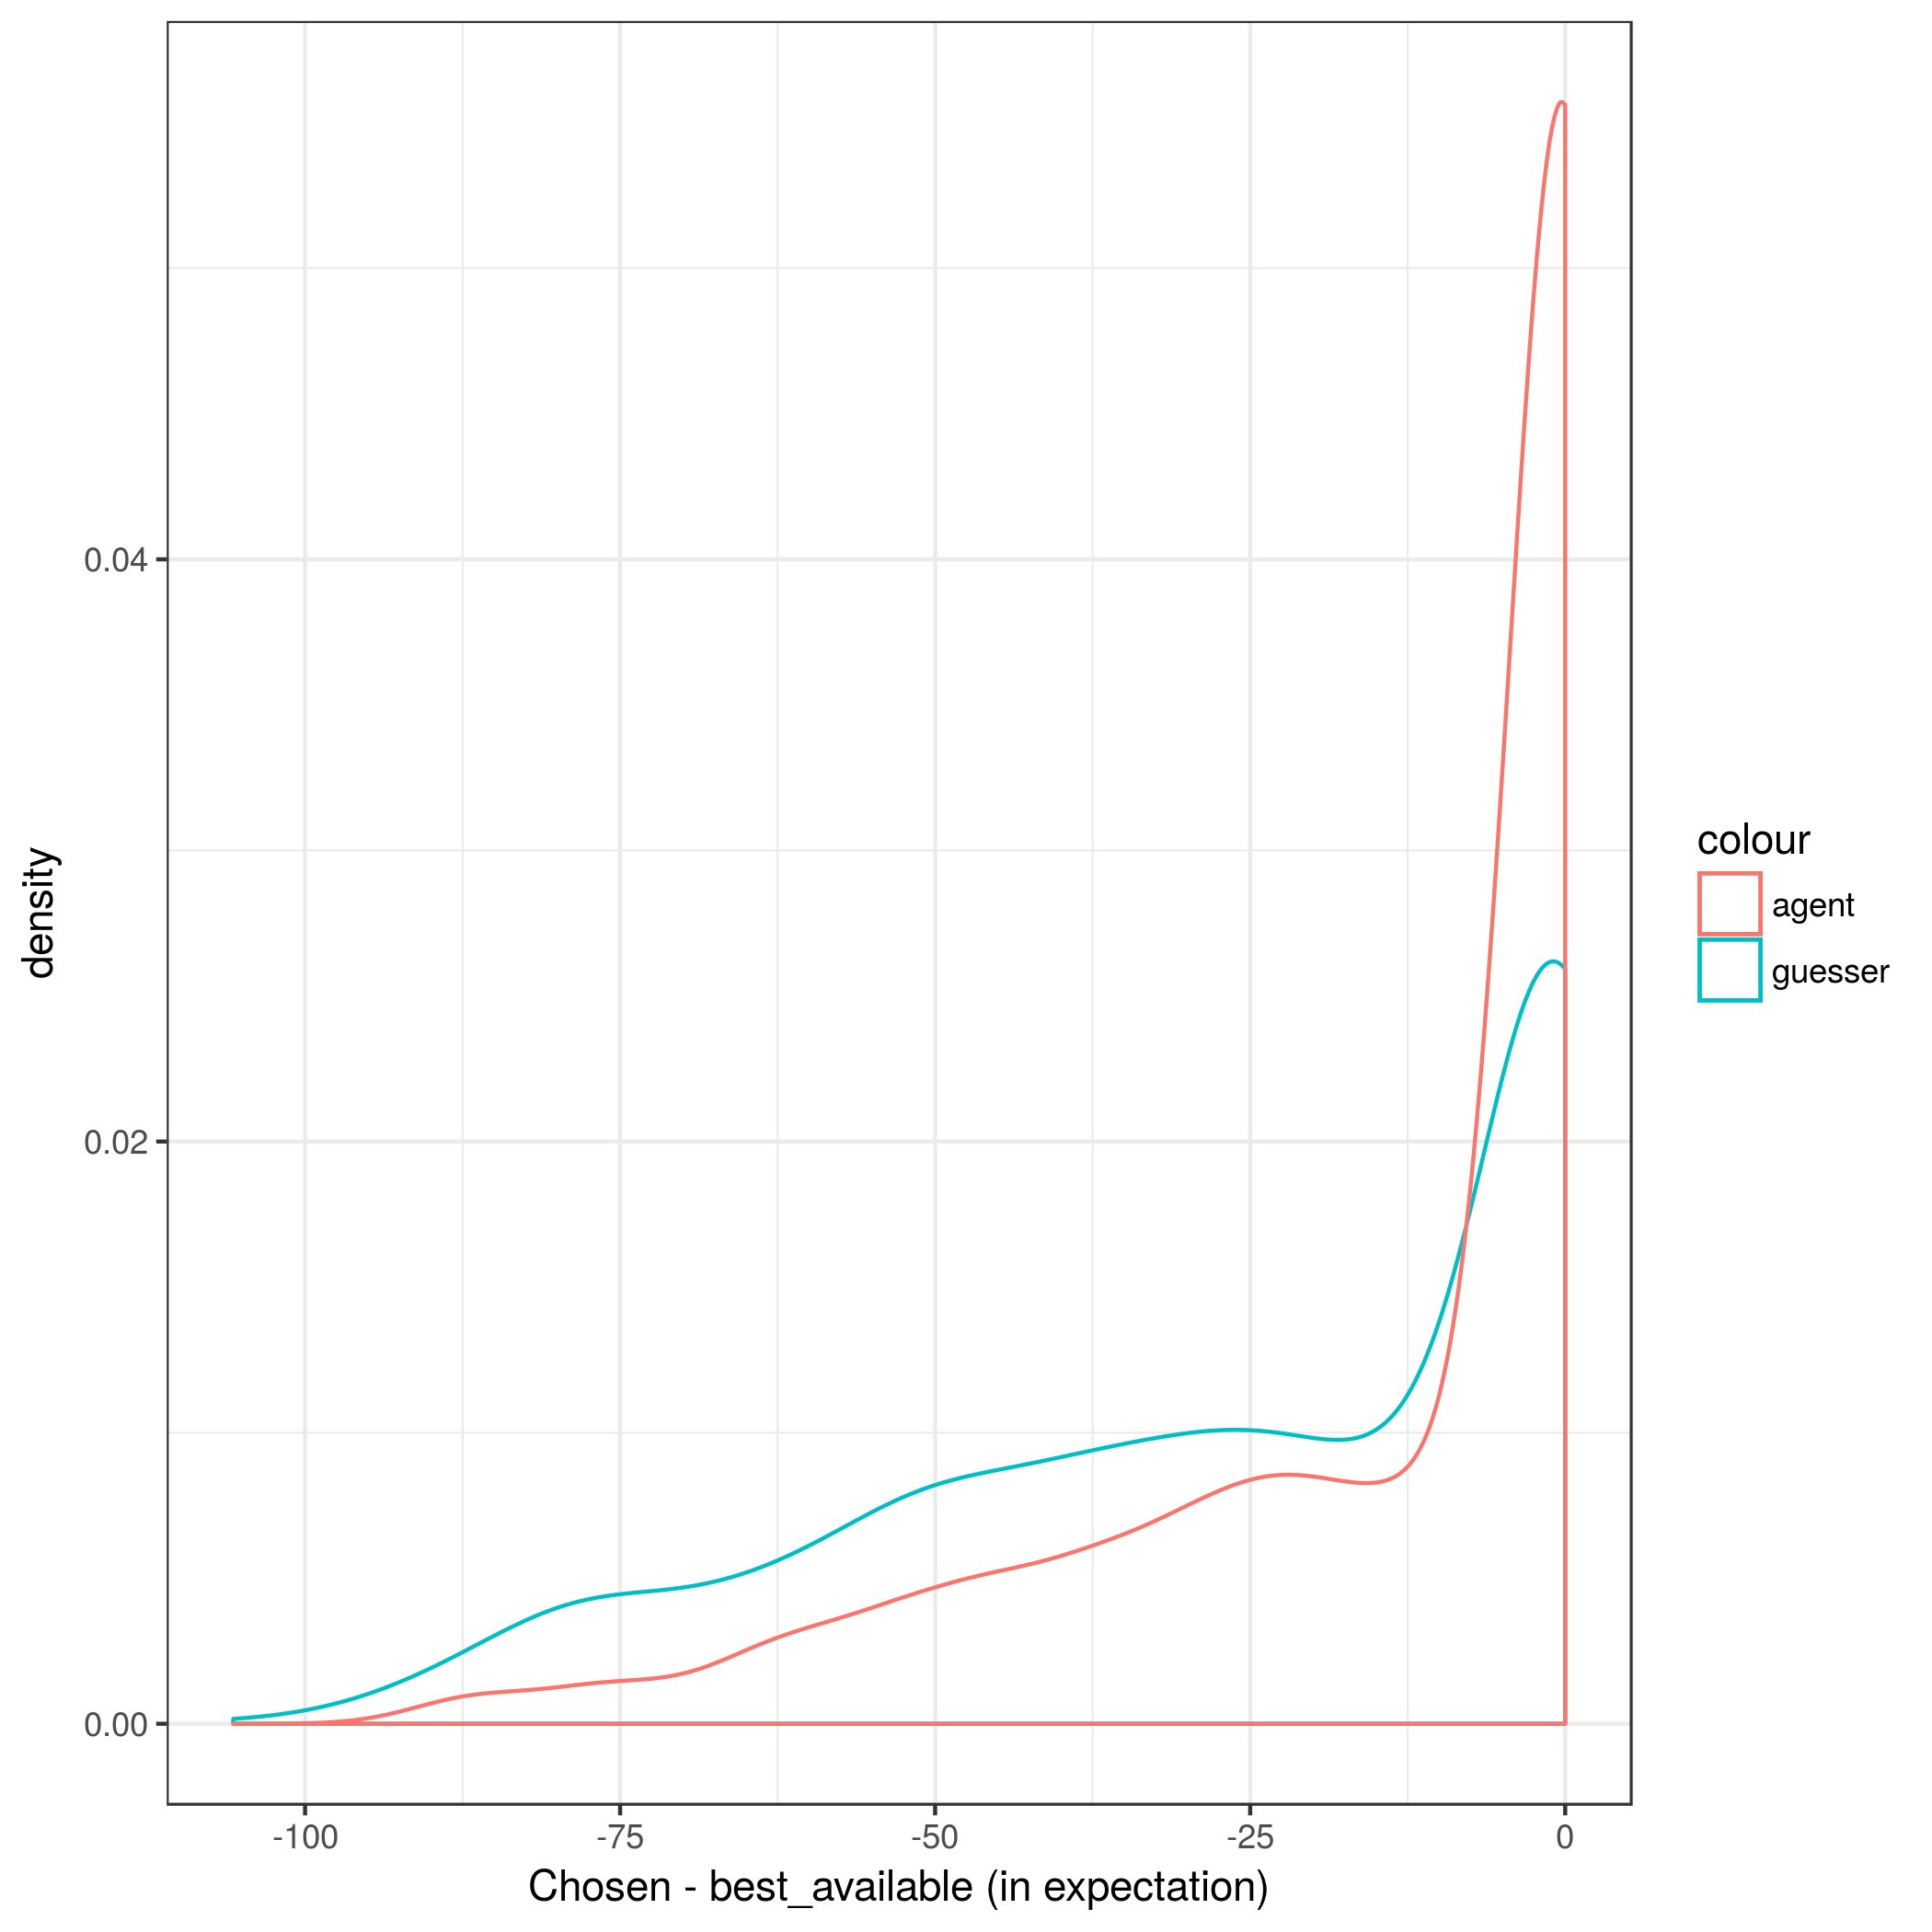 0.04
0.02
0.00
density
-100
-75
-50
-25
0
Chosen - best_available (in expectation)
colour
agent
guesser